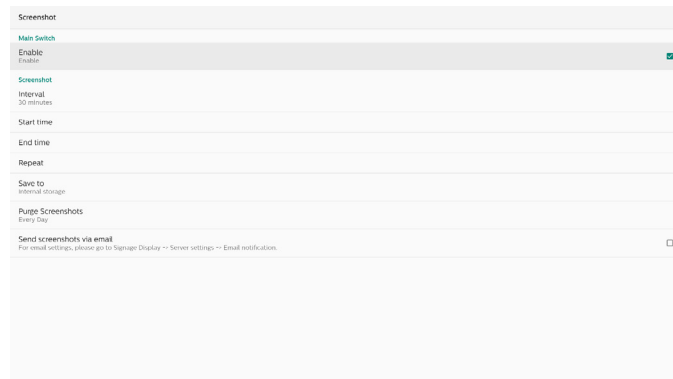 Screenshot
Main Switch
Enable
Enable
Screenshot
Interval
30 minutes
Start time
End time
Repeat
Save to
Internal storage
Purge Screenshots
Every Day
Send screenshots via email
For email settings, please go to Signage Display -> Server settings -> Email notification